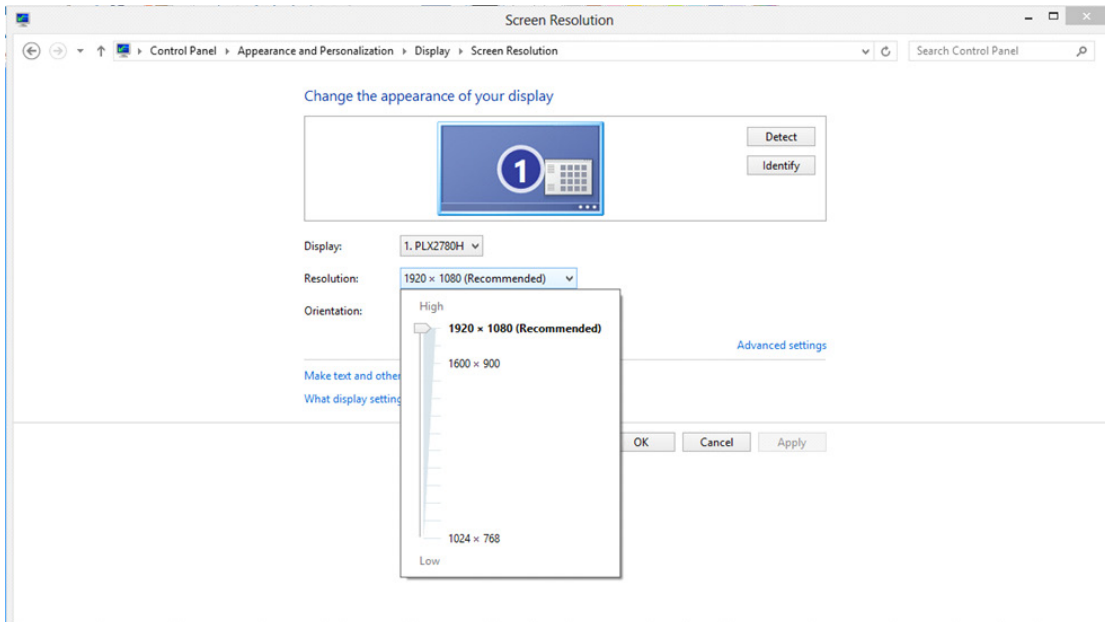 Screen Resolution
Control Panel Appearance and Personalization Display Screen Resolution
Search Control Panel
Change the appearance of your display
1
Detect
Identify
Display: 1. PLX2780H
Resolution: 1920 × 1080 (Recommended)
Orientation:
High
1920 × 1080 (Recommended)
1600 × 900
1024 × 768
Low
Advanced settings
Make text and other
What display setting
OK Cancel Apply